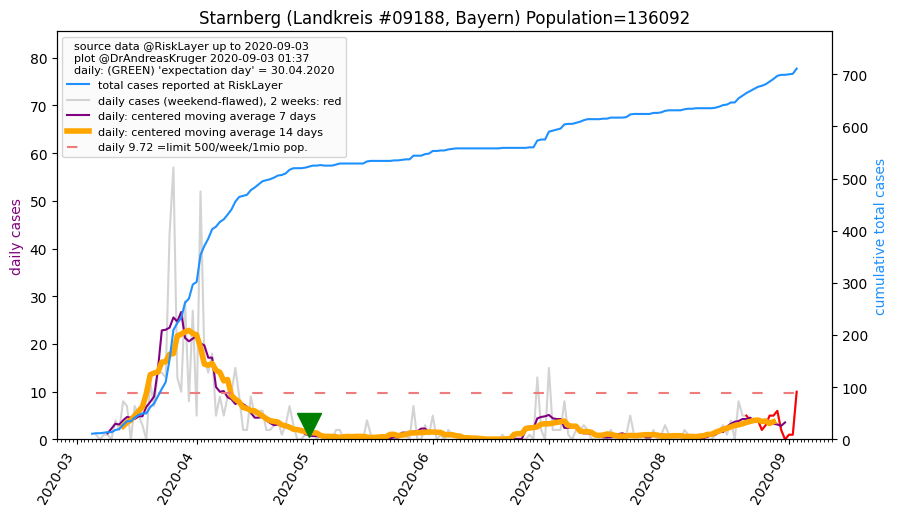 Starnberg (Landkreis #09188, Bayern) Population=136092
source data @RiskLayer up to 2020-09-03
plot @DrAndreasKruger 2020-09-03 01:37
daily: (GREEN) 'expectation day' = 30.04.2020
total cases reported at RiskLayer
daily cases (weekend-flawed), 2 weeks: red
daily: centered moving average 7 days
daily: centered moving average 14 days
daily 9.72 =limit 500/week/1mio pop.
daily cases
80
70
60
50
40
30
20
10
0
cumulative total cases
700
600
500
400
300
200
100
0
2020-03
2020-04
2020-05
2020-06
2020-07
2020-08
2020-09